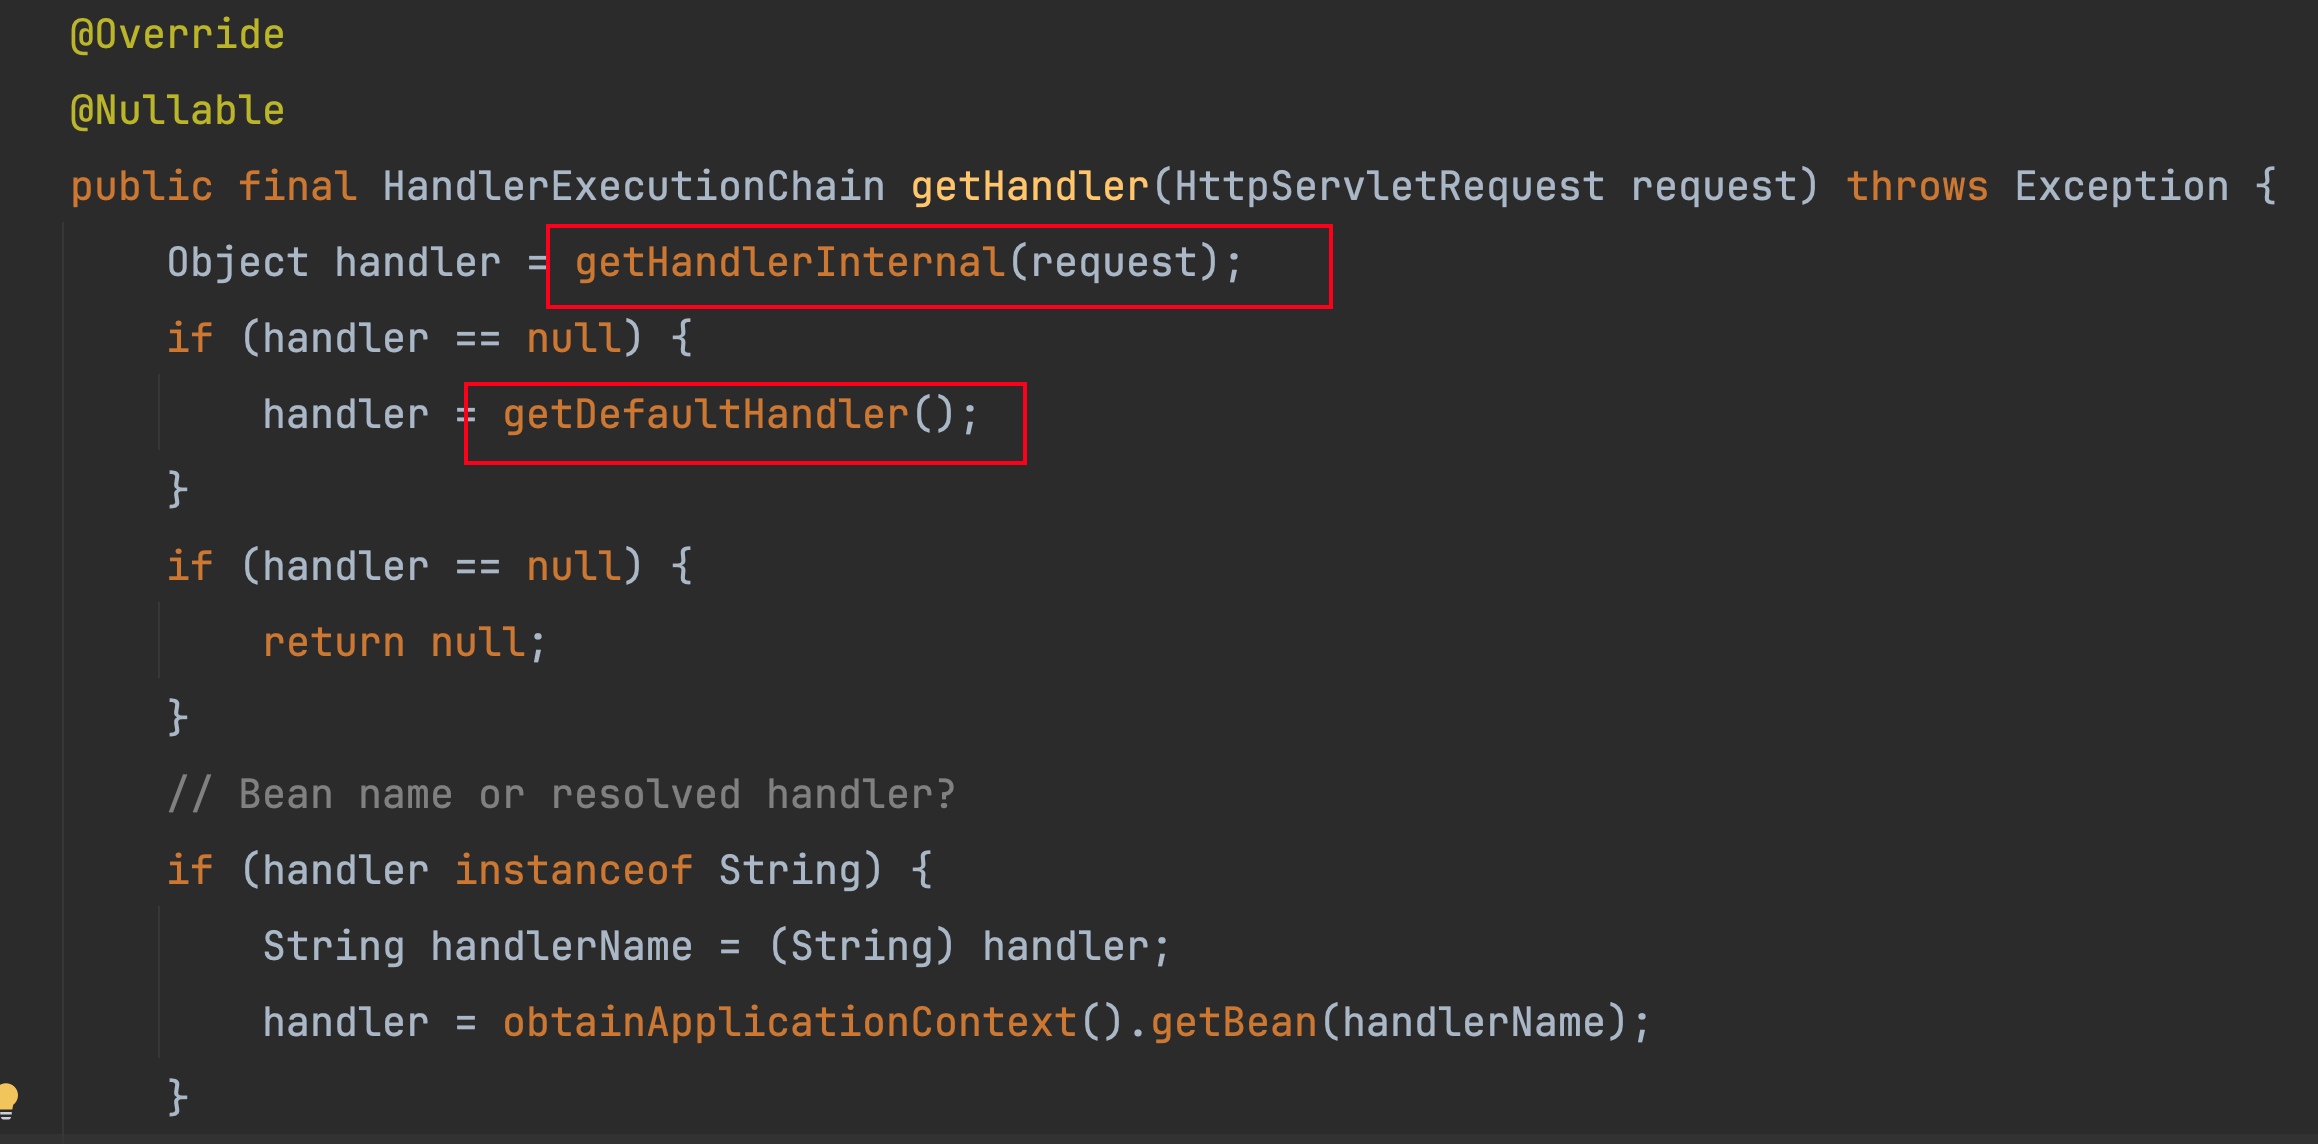 @Override
@Nullable
public final HandlerExecutionChain getHandler(HttpServletRequest request) throws Exception {
Object handler = getHandlerInternal(request);
if (handler == null) {
handler = getDefaultHandler();
}
if (handler == null) {
return null;
}
// Bean name or resolved handler?
if (handler instanceof String) {
String handlerName = (String) handler;
handler = obtainApplicationContext().getBean(handlerName);
}